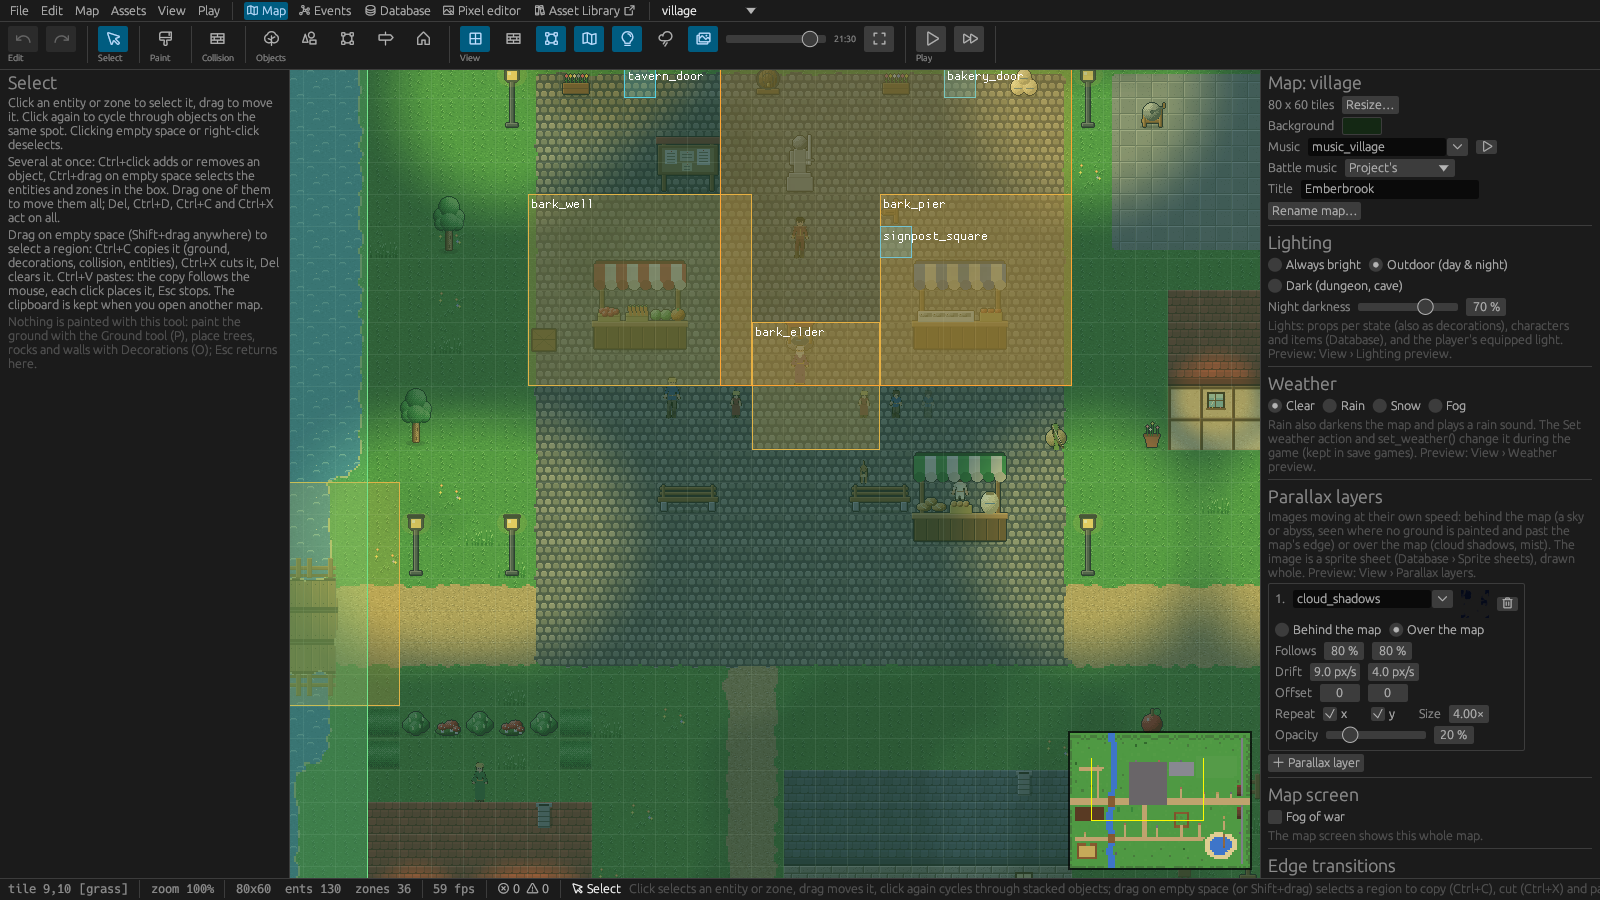 File Edit Map Assets View Play Map Events Database Pixel editor Asset Library village
21:30
Edit Select Paint Collision Objects View Play
Select
Click an entity or zone to select it, drag to move
it. Click again to cycle through objects on the
same spot. Clicking empty space or right-click
deselects.
Several at once: Ctrl+click adds or removes an
object, Ctrl+drag on empty space selects the
entities and zones in the box. Drag one of them
to move them all; Del, Ctrl+D, Ctrl+C and Ctrl+X
act on all.
Drag on empty space (Shift+drag anywhere) to
select a region: Ctrl+C copies it (ground,
decorations, collision, entities), Ctrl+X cuts it, Del
clears it. Ctrl+V pastes: the copy follows the
mouse, each click places it, Esc stops. The
clipboard is kept when you open another map.
Nothing is painted with this tool: paint the
ground with the Ground tool (P), place trees,
rocks and walls with Decorations (O); Esc returns
here.
tavern_door
bakery_door
bark_well
bark_pier
signpost_square
bark_elder
Map: village
80 x 60 tiles Resize...
Background
Music music_village
Battle music Project's
Title Emberbrook
Rename map...
Lighting
Always bright Outdoor (day & night)
Dark (dungeon, cave)
Night darkness 70 %
Lights: props per state (also as decorations), characters
and items (Database), and the player's equipped light.
Preview: View › Lighting preview.
Weather
Clear Rain Snow Fog
Rain also darkens the map and plays a rain sound. The Set
weather action and set_weather() change it during the
game (kept in save games). Preview: View › Weather
preview.
Parallax layers
Images moving at their own speed: behind the map (a sky
or abyss, seen where no ground is painted and past the
map's edge) or over the map (cloud shadows, mist). The
image is a sprite sheet (Database › Sprite sheets), drawn
whole. Preview: View › Parallax layers.
1. cloud_shadows
Behind the map Over the map
Follows 80 % 80 %
Drift 9.0 px/s 4.0 px/s
Offset 0 0
Repeat x y Size 4.00×
Opacity 20 %
+ Parallax layer
Map screen
Fog of war
The map screen shows this whole map.
Edge transitions
tile 9,10 [grass] zoom 100% 80x60 ents 130 zones 36 59 fps 0 0 Select Click selects an entity or zone, drag moves it, click again cycles through stacked objects; drag on empty space (or Shift+drag) selects a region to copy (Ctrl+C), cut (Ctrl+X) and pa